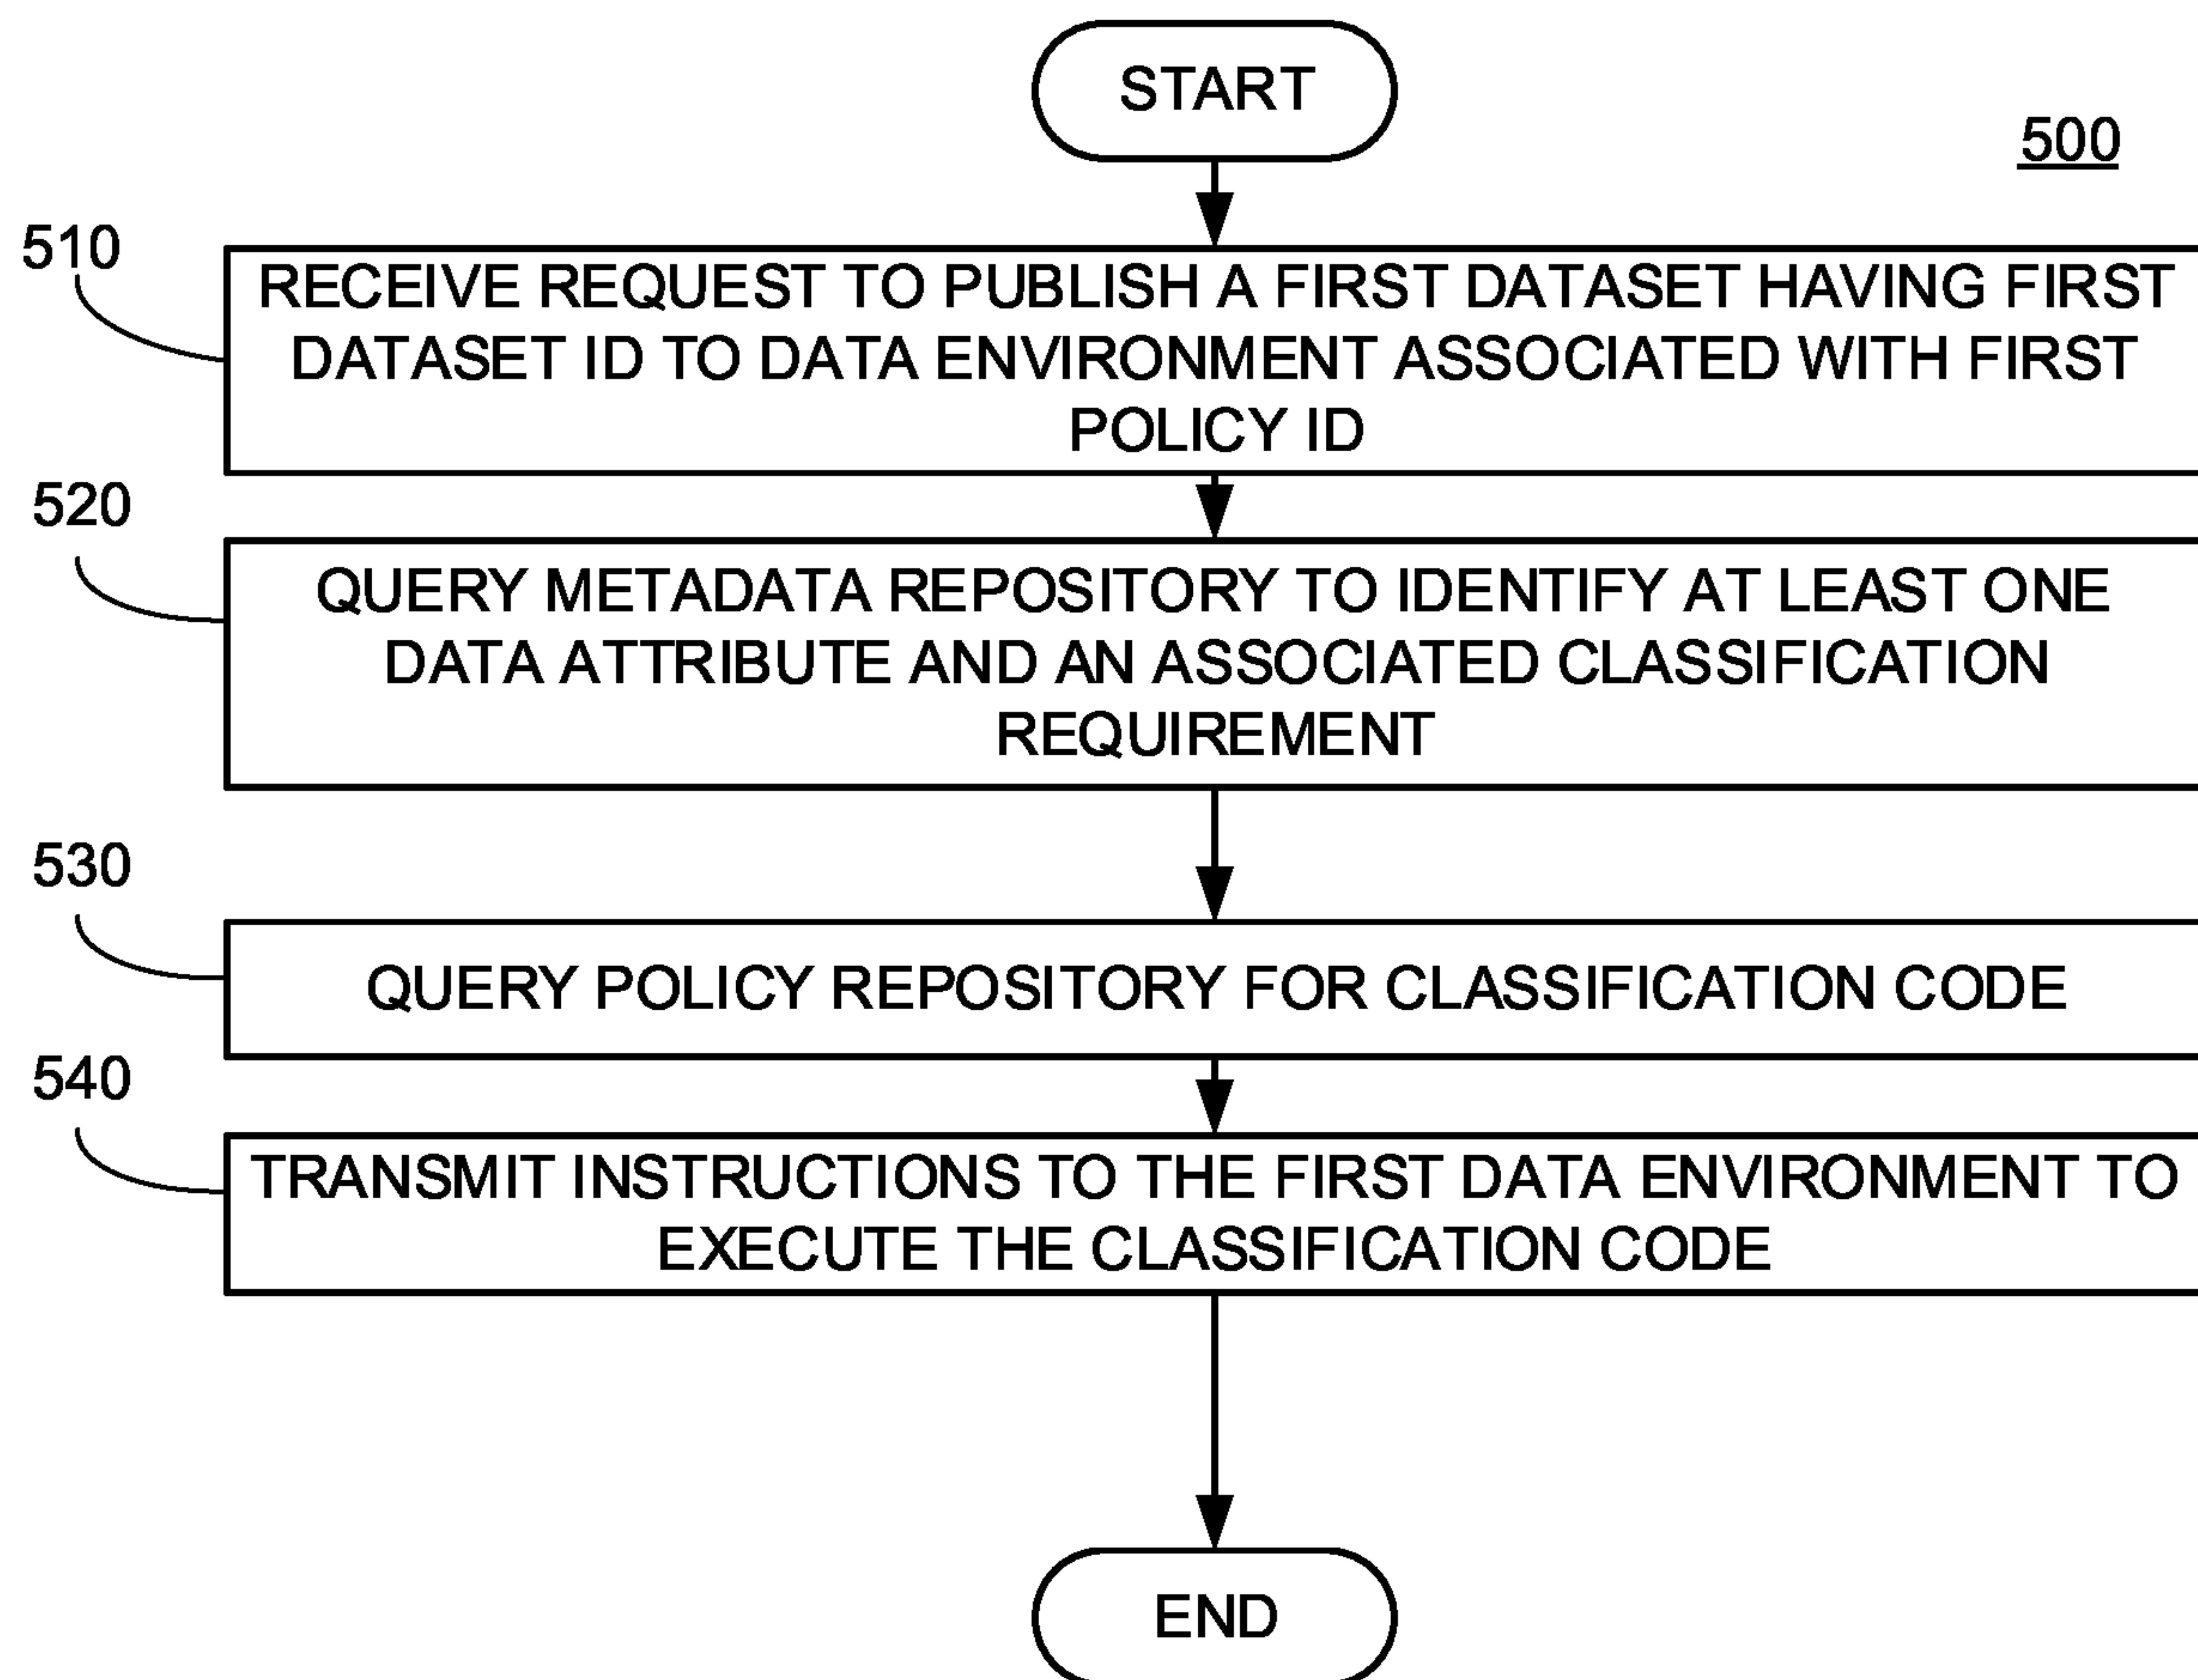 START
500
510
RECEIVE REQUEST TO PUBLISH A FIRST DATASET HAVING FIRST
DATASET ID TO DATA ENVIRONMENT ASSOCIATED WITH FIRST
POLICY ID
520
QUERY METADATA REPOSITORY TO IDENTIFY AT LEAST ONE
DATA ATTRIBUTE AND AN ASSOCIATED CLASSIFICATION
REQUIREMENT
530
QUERY POLICY REPOSITORY FOR CLASSIFICATION CODE
540
TRANSMIT INSTRUCTIONS TO THE FIRST DATA ENVIRONMENT TO
EXECUTE THE CLASSIFICATION CODE
END